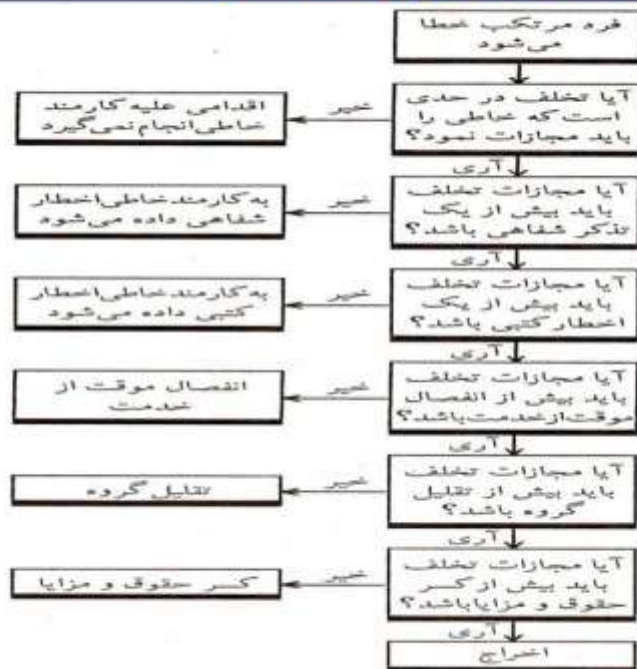 فرد مرتکب خطا
می‌شود
آیا تخلف در حدی
است که خاطی را
باید مجازات نمود؟
خیر
اقدامی علیه کارمند
خاطی انجام نمی‌گیرد
آری
آیا مجازات تخلف
باید بیش از یک
تذکر شفاهی باشد؟
خیر
به کارمند خاطی اخطار
شفاهی داده می‌شود
آری
آیا مجازات تخلف
باید بیش از یک
اخطار کتبی باشد؟
خیر
به کارمند خاطی اخطار
کتبی داده می‌شود
آری
آیا مجازات تخلف
باید بیش از انفصال
موقت از خدمت باشد؟
خیر
انفصال موقت از
خدمت
آری
آیا مجازات تخلف
باید بیش از تقلیل
گروه باشد؟
خیر
تقلیل گروه
آری
آیا مجازات تخلف
باید بیش از کسر
حقوق و مزایا باشد؟
خیر
کسر حقوق و مزایا
آری
اخراج